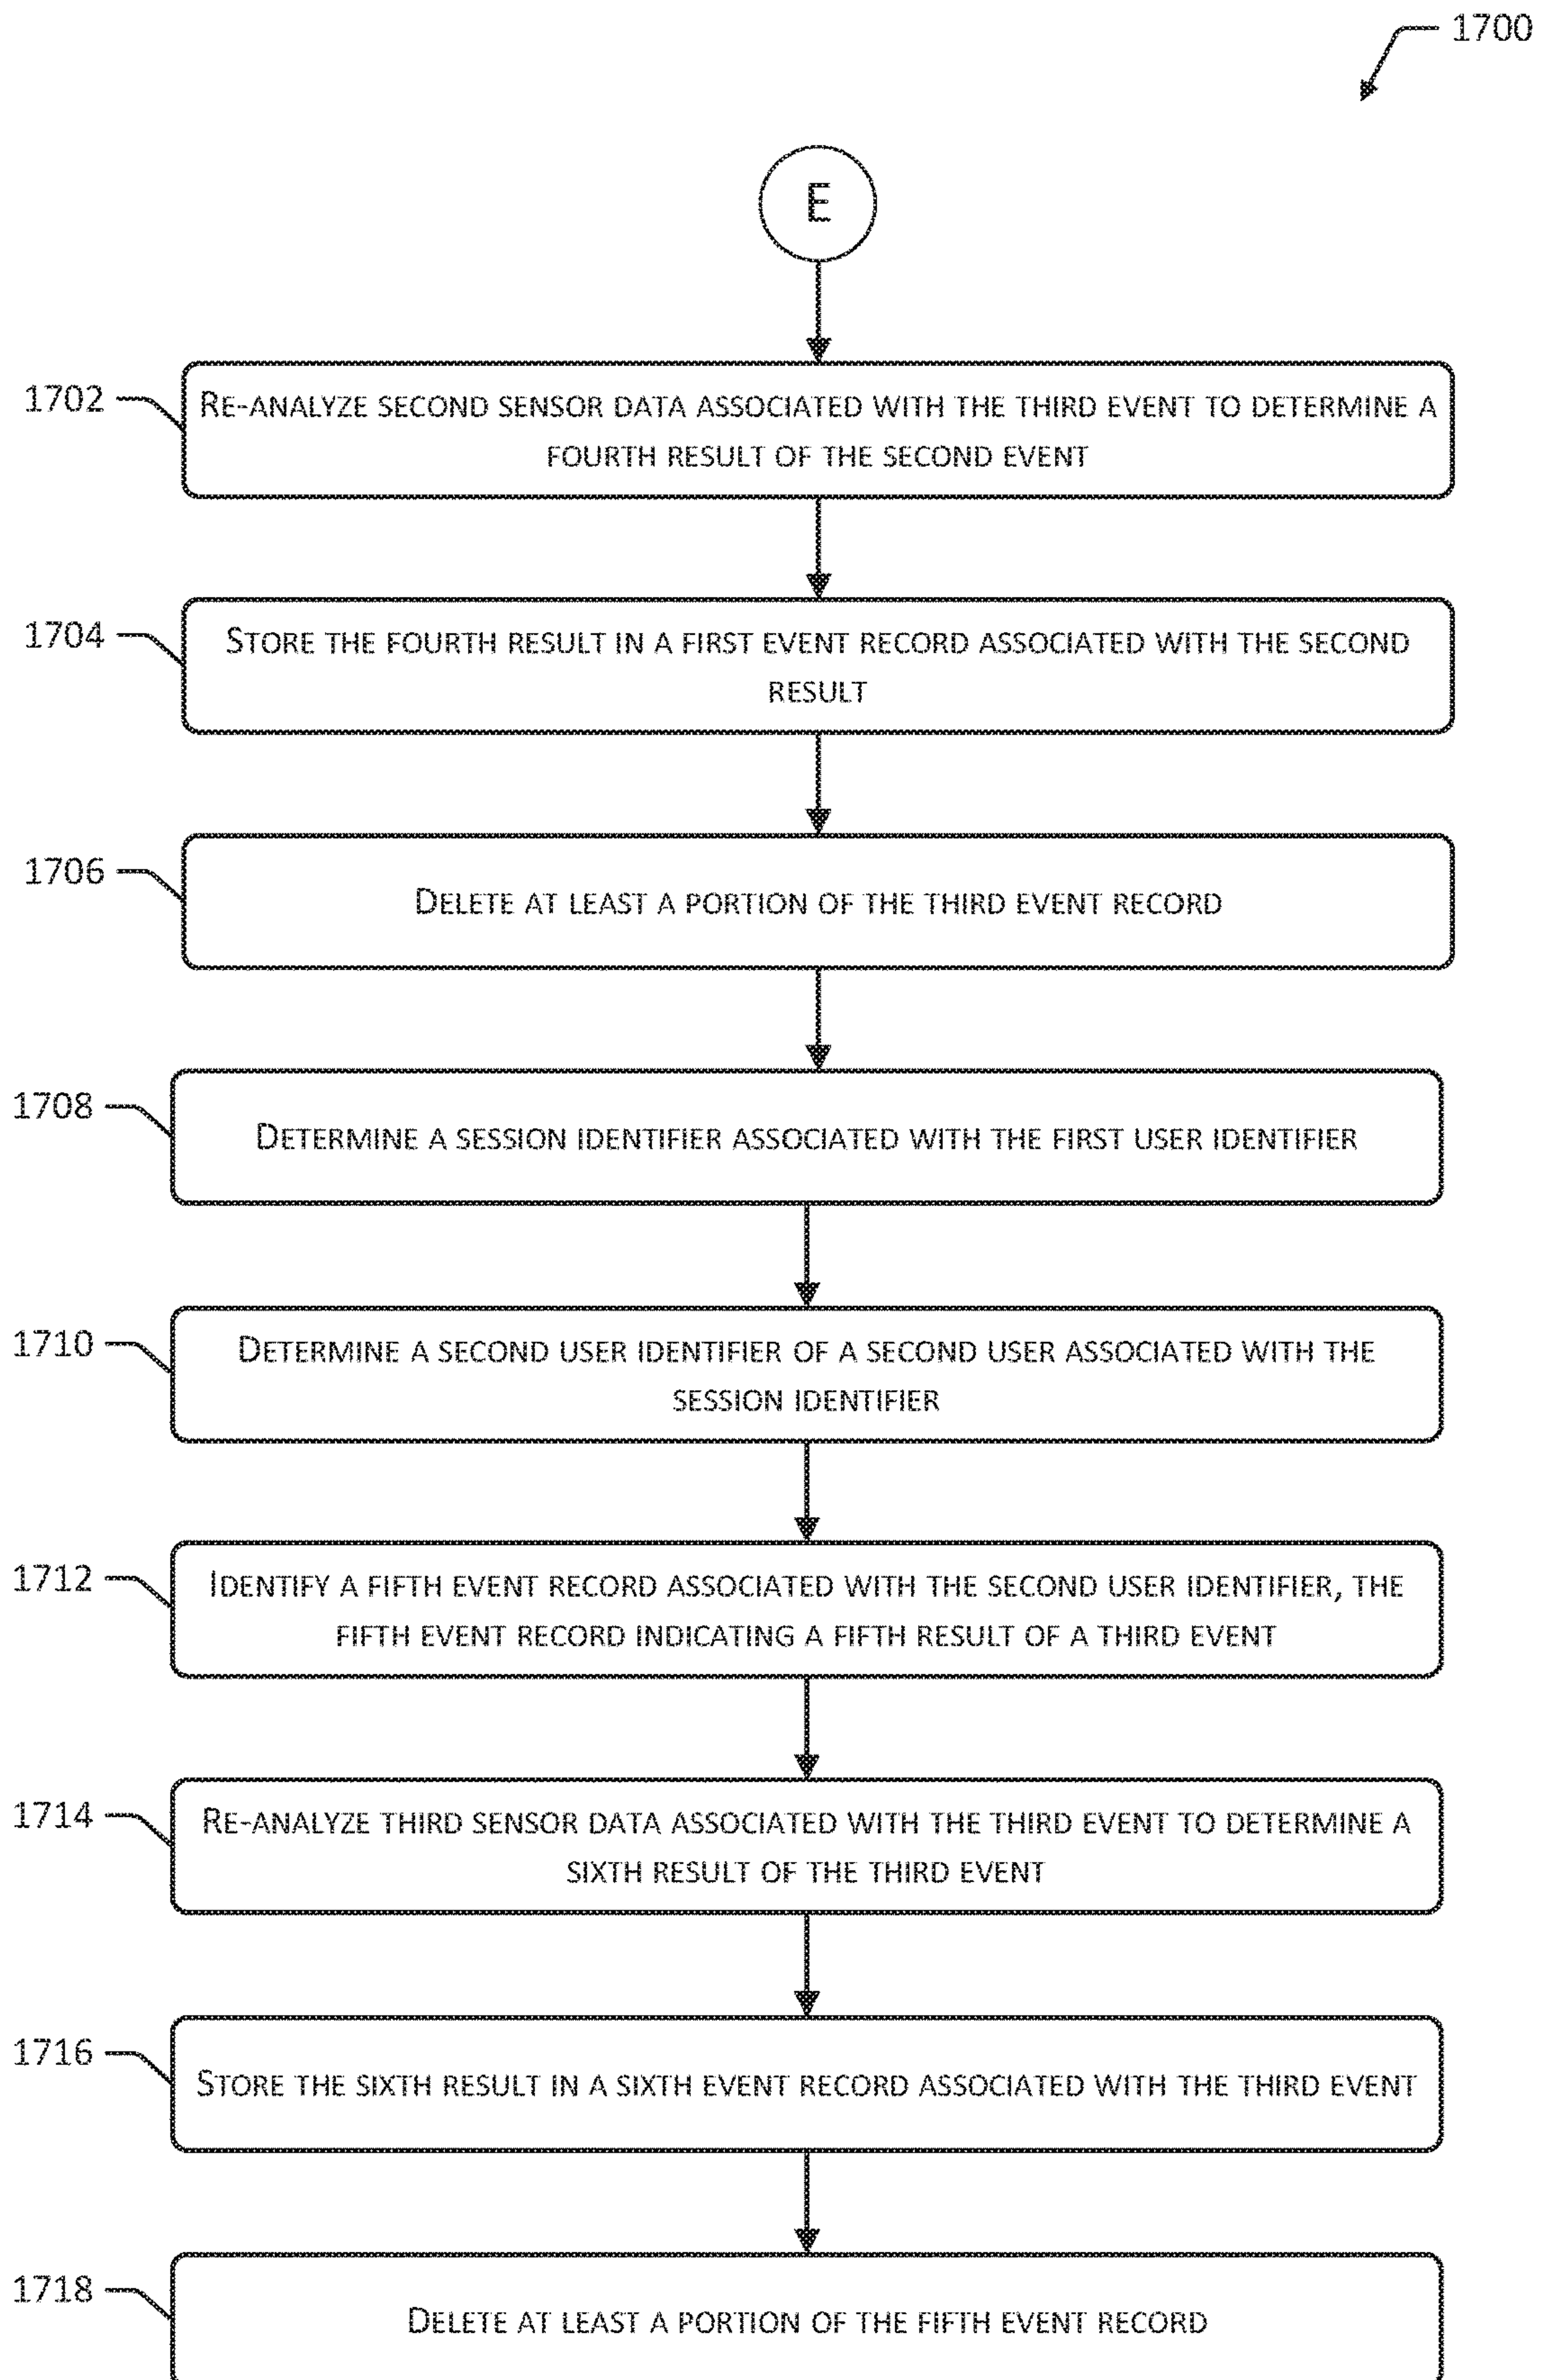 1700
E
1702
RE-ANALYZE SECOND SENSOR DATA ASSOCIATED WITH THE THIRD EVENT TO DETERMINE A
FOURTH RESULT OF THE SECOND EVENT
1704
STORE THE FOURTH RESULT IN A FIRST EVENT RECORD ASSOCIATED WITH THE SECOND
RESULT
1706
DELETE AT LEAST A PORTION OF THE THIRD EVENT RECORD
1708
DETERMINE A SESSION IDENTIFIER ASSOCIATED WITH THE FIRST USER IDENTIFIER
1710
DETERMINE A SECOND USER IDENTIFIER OF A SECOND USER ASSOCIATED WITH THE
SESSION IDENTIFIER
1712
IDENTIFY A FIFTH EVENT RECORD ASSOCIATED WITH THE SECOND USER IDENTIFIER, THE
FIFTH EVENT RECORD INDICATING A FIFTH RESULT OF A THIRD EVENT
1714
RE-ANALYZE THIRD SENSOR DATA ASSOCIATED WITH THE THIRD EVENT TO DETERMINE A
SIXTH RESULT OF THE THIRD EVENT
1716
STORE THE SIXTH RESULT IN A SIXTH EVENT RECORD ASSOCIATED WITH THE THIRD EVENT
1718
DELETE AT LEAST A PORTION OF THE FIFTH EVENT RECORD